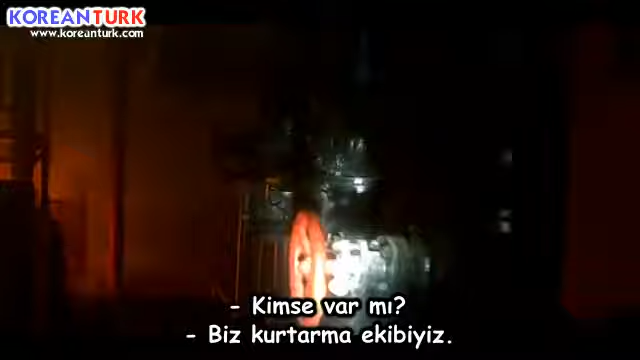 KOREANTURK
www.koreanturk.com
- Kimse var mı?
- Biz kurtarma ekibiyiz.